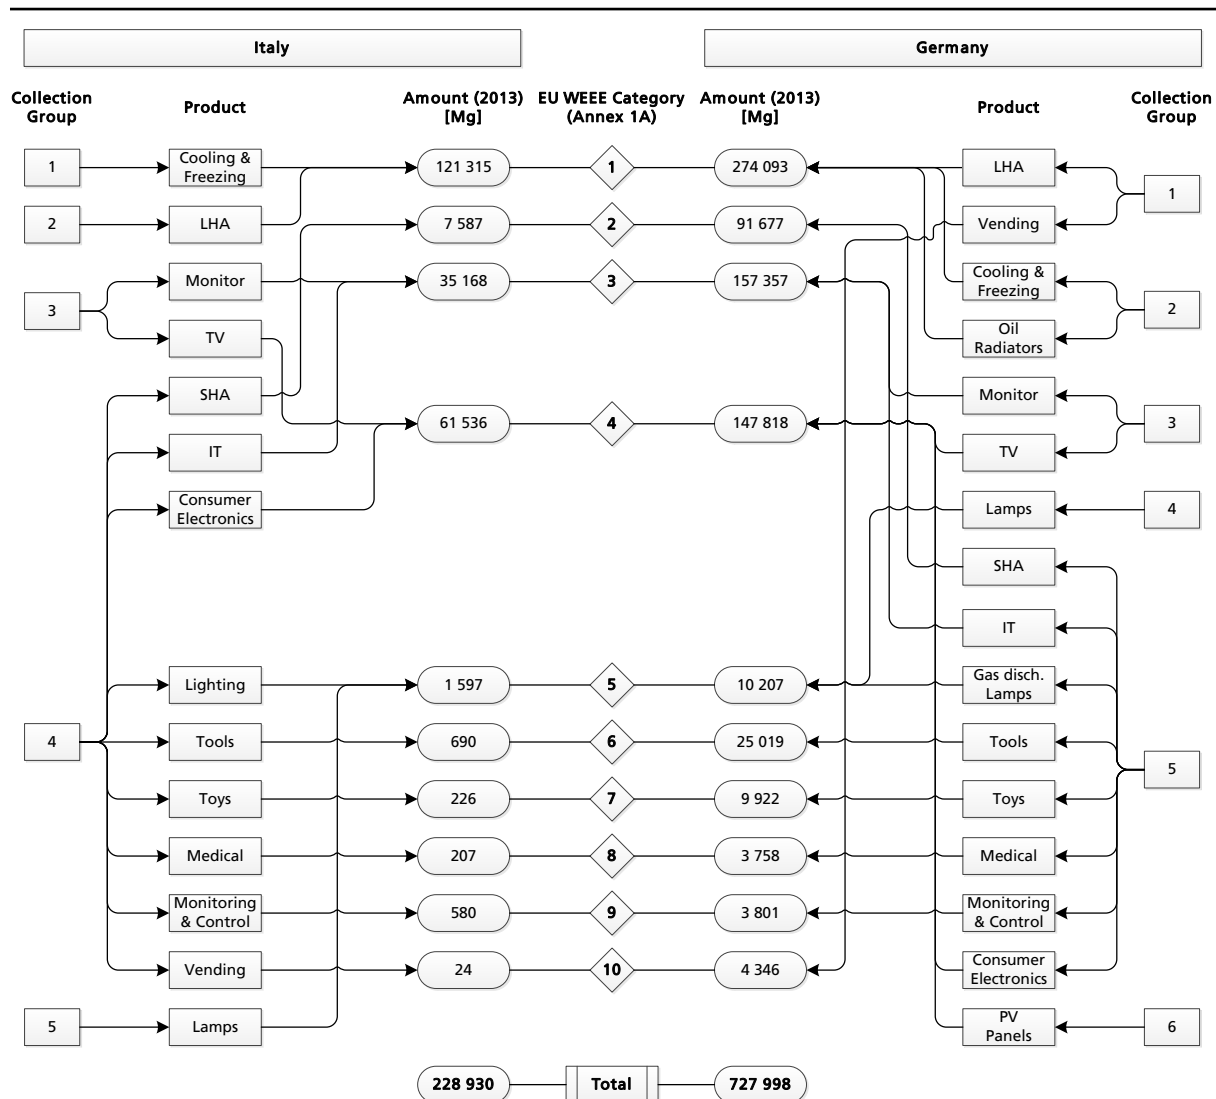 Italy
Germany
Collection
Group
Product
Amount (2013)
[Mg]
EU WEEE Category
(Annex 1A)
Amount (2013)
[Mg]
Product
Collection
Group
1
Cooling &
Freezing
121 315
1
274 093
LHA
1
2
LHA
7 587
2
91 677
Vending
3
Monitor
35 168
3
157 357
Cooling &
Freezing
2
TV
Oil
Radiators
SHA
Monitor
61 536
4
147 818
3
IT
TV
Consumer
Electronics
Lamps
4
SHA
IT
Lighting
1 597
5
10 207
Gas disch.
Lamps
4
Tools
690
6
25 019
Tools
5
Toys
226
7
9 922
Toys
Medical
207
8
3 758
Medical
Monitoring
& Control
580
9
3 801
Monitoring
& Control
Vending
24
10
4 346
Consumer
Electronics
5
Lamps
PV
Panels
6
228 930
Total
727 998